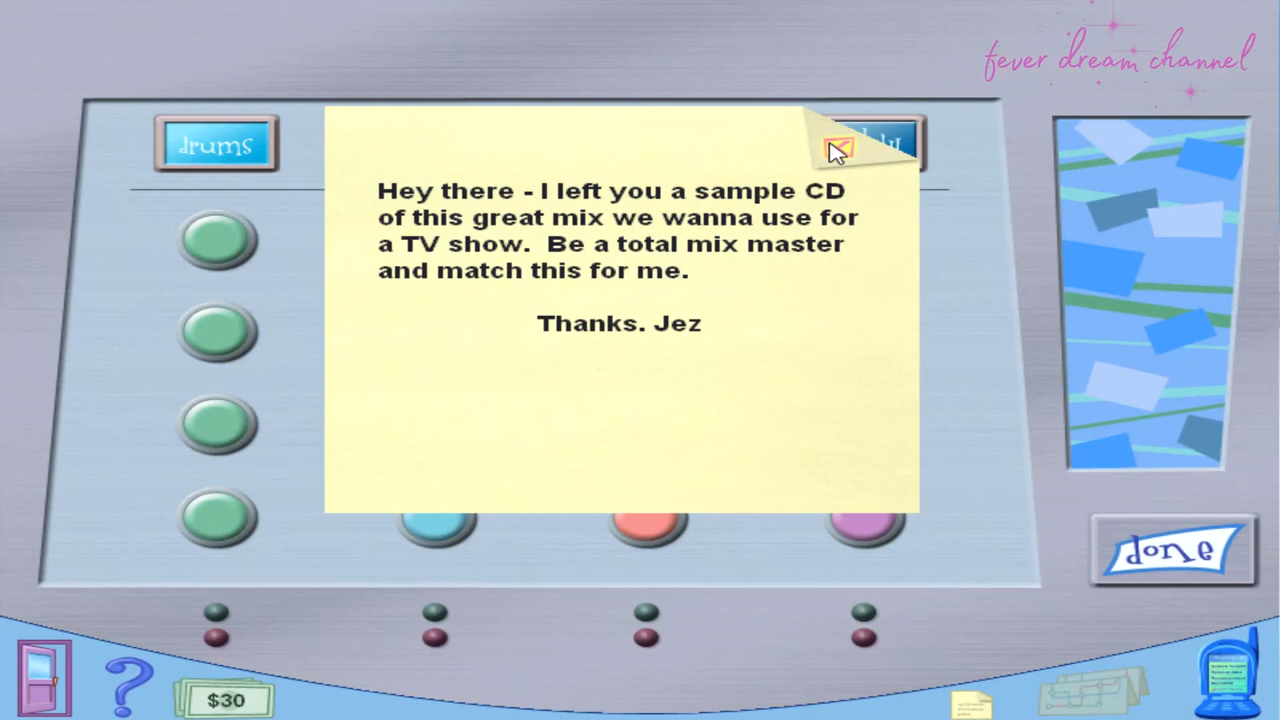 fever dream channel
drums
Hey there - I left you a sample CD
of this great mix we wanna use for
a TV show.  Be a total mix master
and match this for me.
Thanks. Jez
done
?
$30